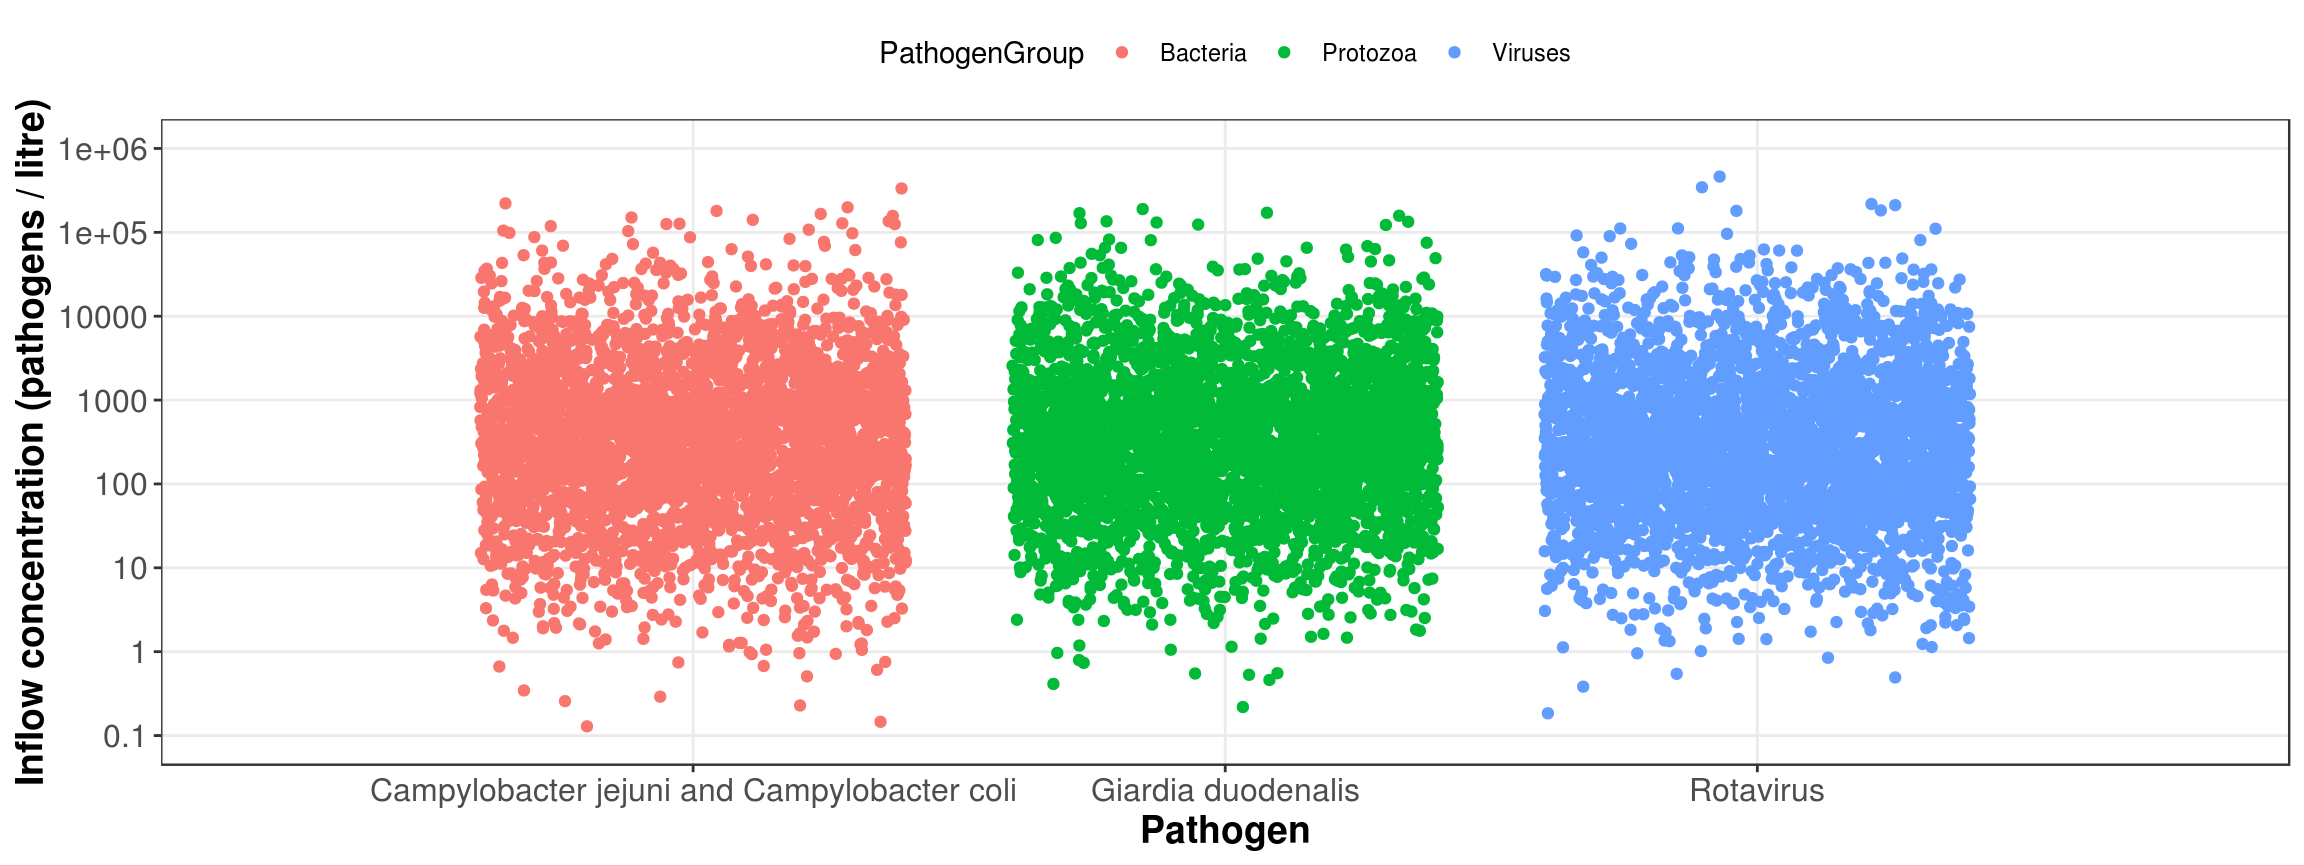 PathogenGroup Bacteria Protozoa Viruses
Inflow concentration (pathogens / litre)
1e+06
1e+05
10000
1000
100
10
1
0.1
Campylobacter jejuni and Campylobacter coli Giardia duodenalis Rotavirus
Pathogen